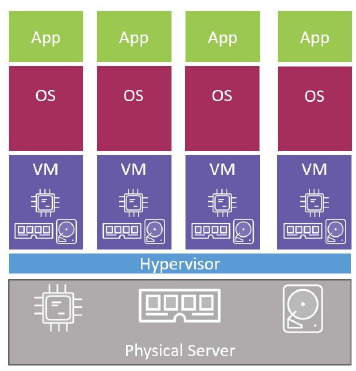 App App App App
OS OS OS OS
VM VM VM VM
Hypervisor
Physical Server